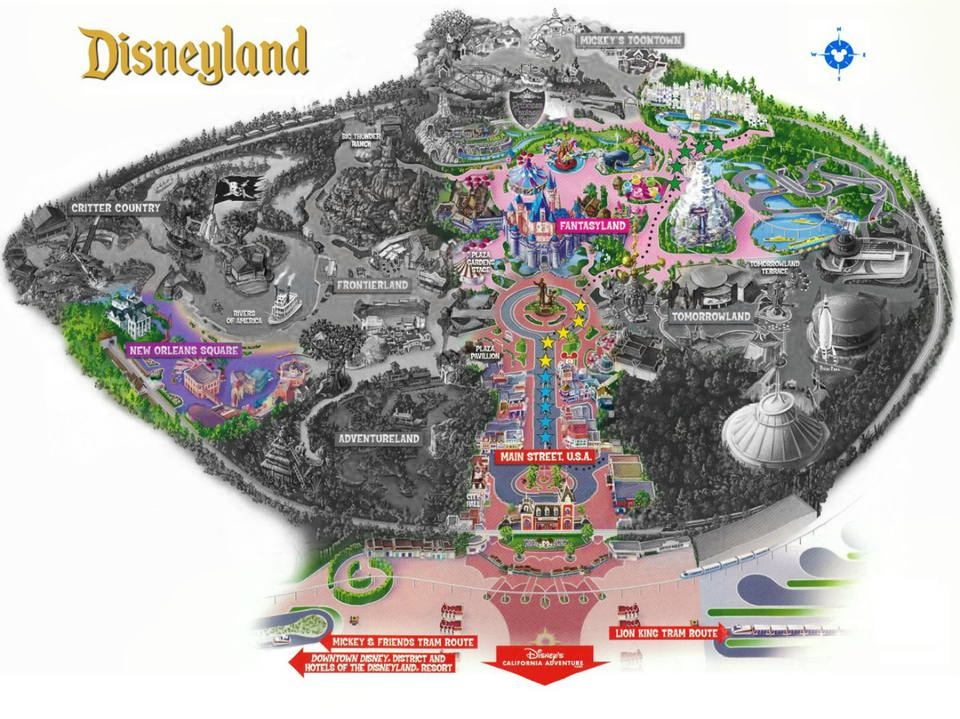 Disneyland
N
W E
S
MICKEY'S TOONTOWN
BIG THUNDER
RANCH
CRITTER COUNTRY
FANTASYLAND
PLAZA
GARDENS
STAGE
TOMORROWLAND
TERRACE
FRONTIERLAND
RIVERS
OF AMERICA
TOMORROWLAND
NEW ORLEANS SQUARE
PLAZA
PAVILION
ADVENTURELAND
MAIN STREET, U.S.A.
CITY
HALL
LION KING TRAM ROUTE
MICKEY & FRIENDS TRAM ROUTE
DOWNTOWN DISNEY, DISTRICT AND
HOTELS OF THE DISNEYLAND, RESORT
DISNEY'S
CALIFORNIA ADVENTURE